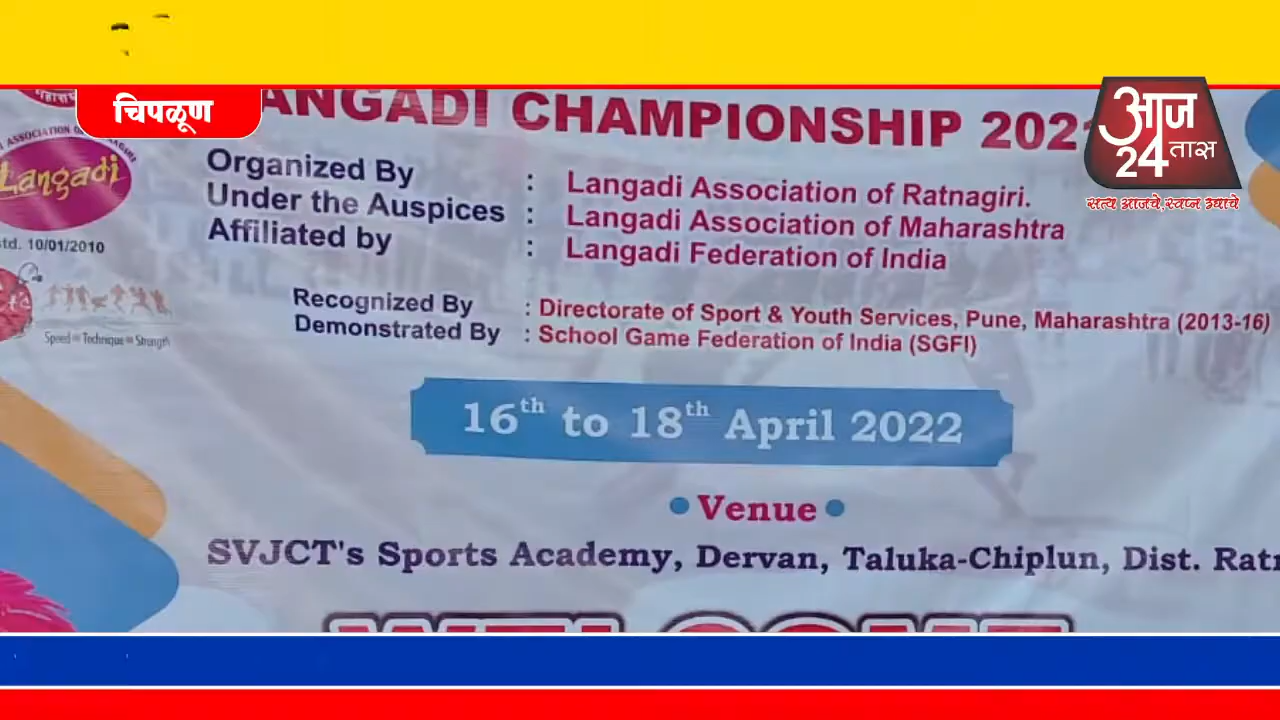 चिपळूण
आज
24 तास
सत्य आजचे, स्वप्न उद्याचे
LANGADI CHAMPIONSHIP 202
Langadi
Estd. 10/01/2010
Speed = Technique = Strength
Organized By : Langadi Association of Ratnagiri.
Under the Auspices : Langadi Association of Maharashtra
Affiliated by : Langadi Federation of India
Recognized By : Directorate of Sport & Youth Services, Pune, Maharashtra (2013-16)
Demonstrated By : School Game Federation of India (SGFI)
16th to 18th April 2022
• Venue •
SVJCT's Sports Academy, Dervan, Taluka-Chiplun, Dist. Ratn
WELCOME